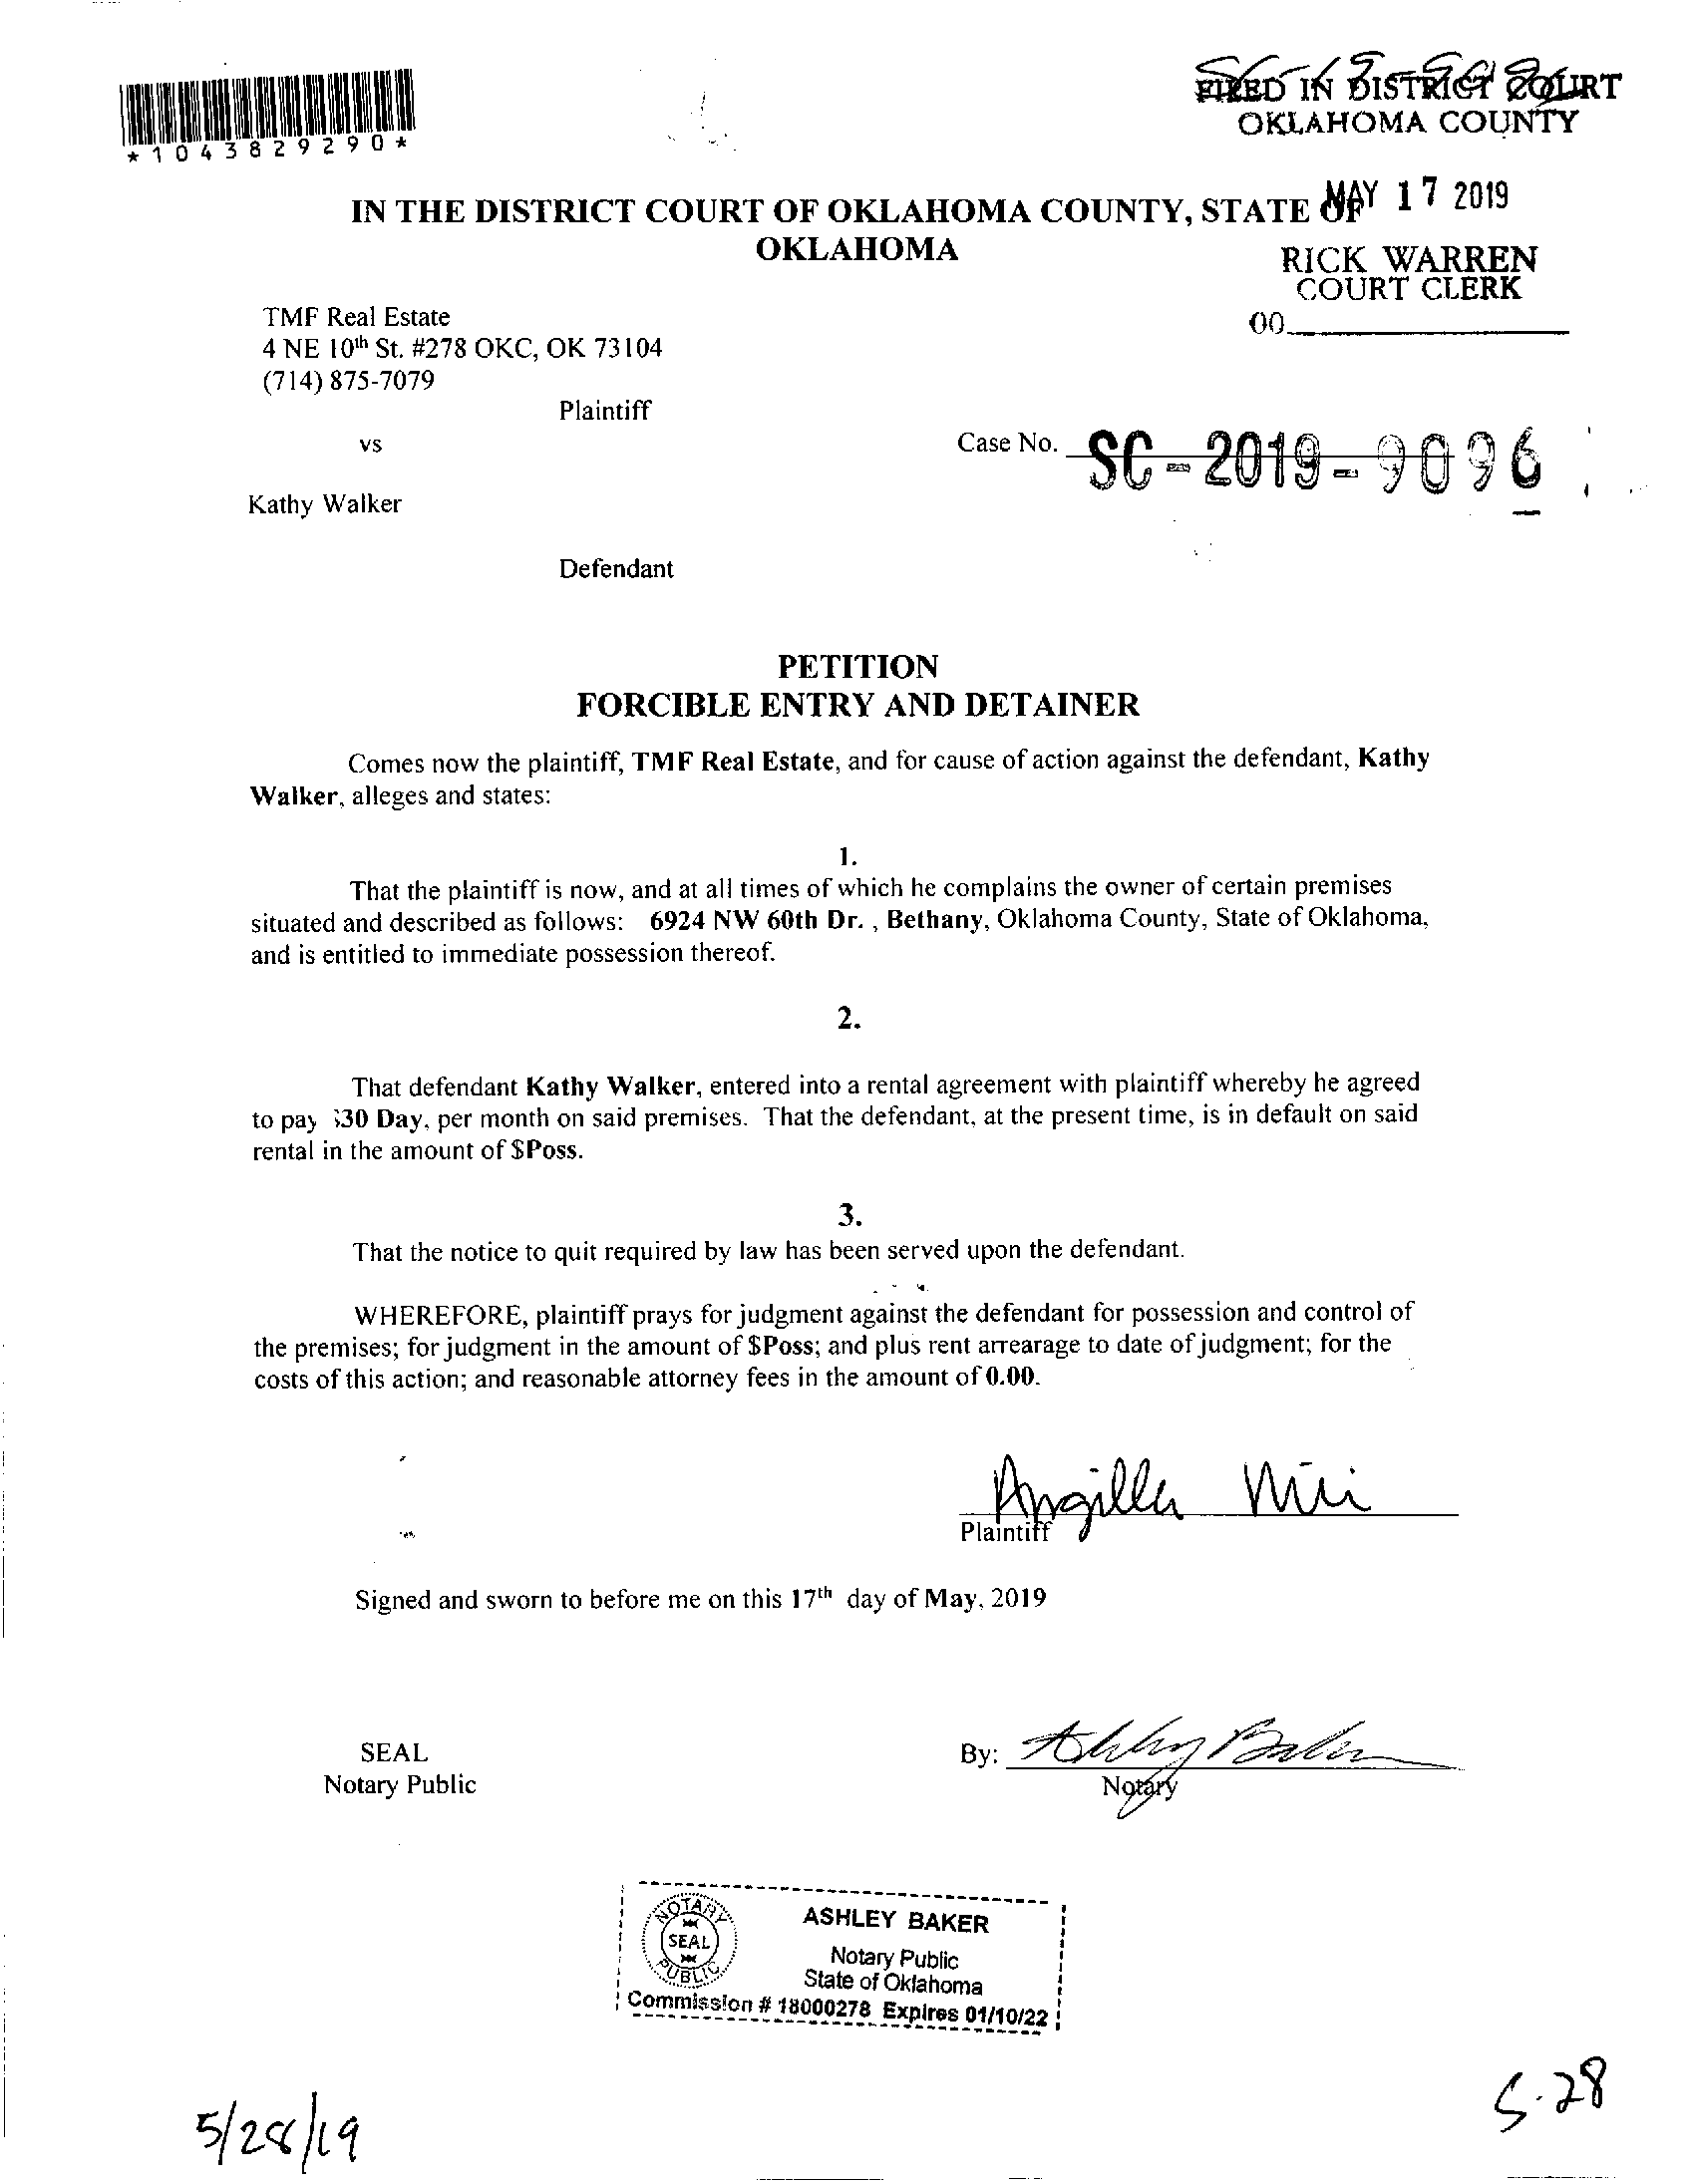 *1043829290*
FILED IN DISTRICT COURT
OKLAHOMA COUNTY
MAY 17 2019
IN THE DISTRICT COURT OF OKLAHOMA COUNTY, STATE OF
OKLAHOMA
RICK WARREN
COURT CLERK
00
TMF Real Estate
4 NE 10th St. #278 OKC, OK 73104
(714) 875-7079
Plaintiff
vs
Case No. SC-2019-9096
Kathy Walker
Defendant
PETITION
FORCIBLE ENTRY AND DETAINER
Comes now the plaintiff, TMF Real Estate, and for cause of action against the defendant, Kathy
Walker, alleges and states:
1.
That the plaintiff is now, and at all times of which he complains the owner of certain premises
situated and described as follows: 6924 NW 60th Dr. , Bethany, Oklahoma County, State of Oklahoma,
and is entitled to immediate possession thereof.
2.
That defendant Kathy Walker, entered into a rental agreement with plaintiff whereby he agreed
to pay $30 Day, per month on said premises. That the defendant, at the present time, is in default on said
rental in the amount of $Poss.
3.
That the notice to quit required by law has been served upon the defendant.
WHEREFORE, plaintiff prays for judgment against the defendant for possession and control of
the premises; for judgment in the amount of $Poss; and plus rent arrearage to date of judgment; for the
costs of this action; and reasonable attorney fees in the amount of 0.00.
Plaintiff
Signed and sworn to before me on this 17th day of May, 2019
SEAL
Notary Public
By: Ashley Baker
Notary
NOTARY
SEAL
PUBLIC
ASHLEY BAKER
Notary Public
State of Oklahoma
Commission # 18000278 Expires 01/10/22
5/28/19
5-28